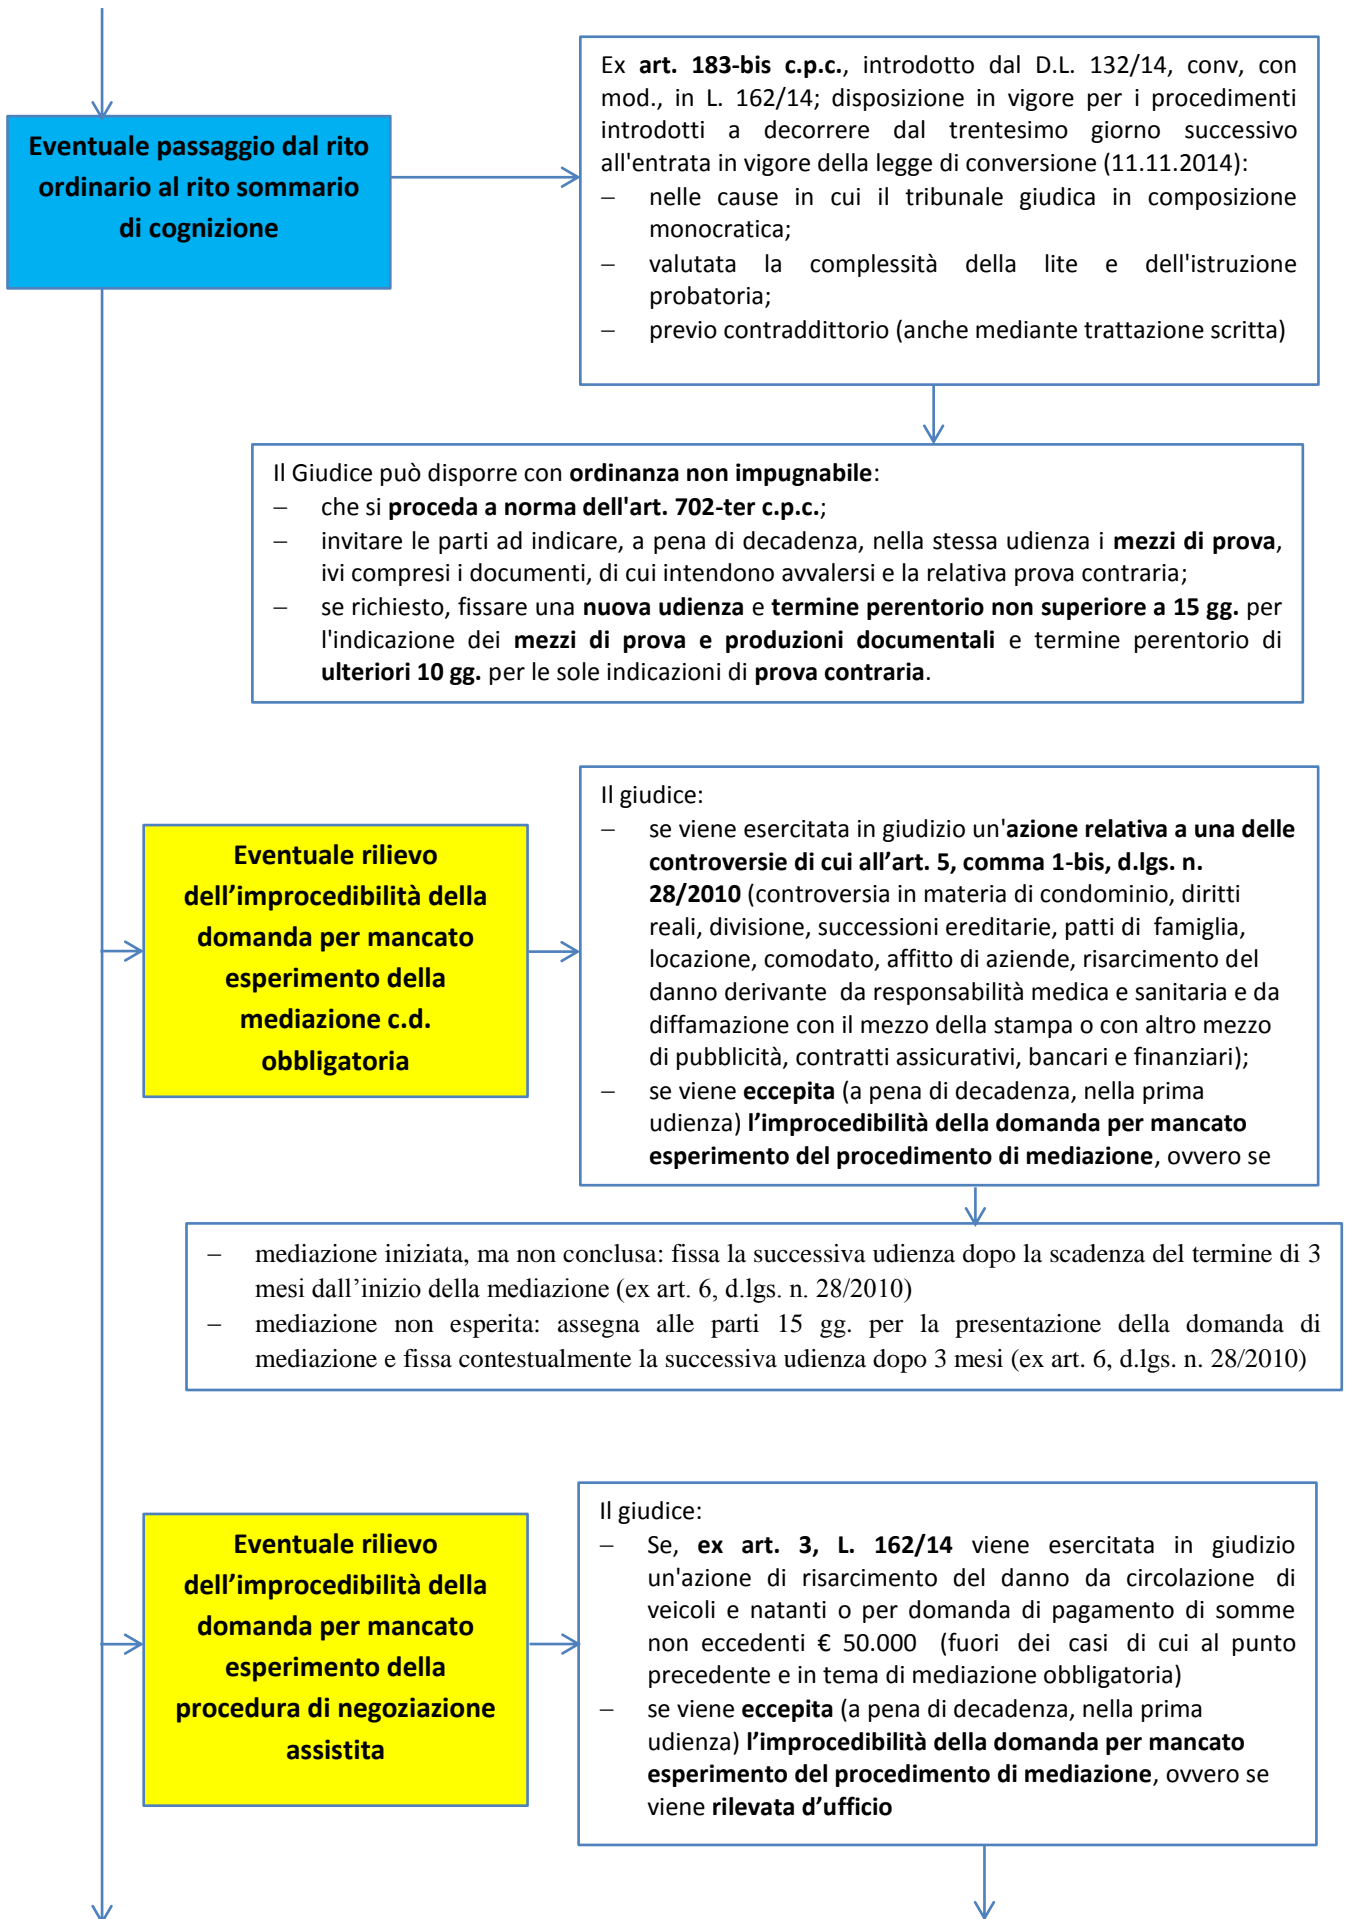 Eventuale passaggio dal rito
ordinario al rito sommario
di cognizione
Ex art. 183-bis c.p.c., introdotto dal D.L. 132/14, conv, con
mod., in L. 162/14; disposizione in vigore per i procedimenti
introdotti a decorrere dal trentesimo giorno successivo
all'entrata in vigore della legge di conversione (11.11.2014):
− nelle cause in cui il tribunale giudica in composizione
monocratica;
− valutata la complessità della lite e dell'istruzione
probatoria;
− previo contraddittorio (anche mediante trattazione scritta)
Il Giudice può disporre con ordinanza non impugnabile:
− che si proceda a norma dell'art. 702-ter c.p.c.;
− invitare le parti ad indicare, a pena di decadenza, nella stessa udienza i mezzi di prova,
ivi compresi i documenti, di cui intendono avvalersi e la relativa prova contraria;
− se richiesto, fissare una nuova udienza e termine perentorio non superiore a 15 gg. per
l'indicazione dei mezzi di prova e produzioni documentali e termine perentorio di
ulteriori 10 gg. per le sole indicazioni di prova contraria.
Eventuale rilievo
dell’improcedibilità della
domanda per mancato
esperimento della
mediazione c.d.
obbligatoria
Il giudice:
− se viene esercitata in giudizio un'azione relativa a una delle
controversie di cui all’art. 5, comma 1-bis, d.lgs. n.
28/2010 (controversia in materia di condominio, diritti
reali, divisione, successioni ereditarie, patti di famiglia,
locazione, comodato, affitto di aziende, risarcimento del
danno derivante da responsabilità medica e sanitaria e da
diffamazione con il mezzo della stampa o con altro mezzo
di pubblicità, contratti assicurativi, bancari e finanziari);
− se viene eccepita (a pena di decadenza, nella prima
udienza) l’improcedibilità della domanda per mancato
esperimento del procedimento di mediazione, ovvero se
− mediazione iniziata, ma non conclusa: fissa la successiva udienza dopo la scadenza del termine di 3
mesi dall’inizio della mediazione (ex art. 6, d.lgs. n. 28/2010)
− mediazione non esperita: assegna alle parti 15 gg. per la presentazione della domanda di
mediazione e fissa contestualmente la successiva udienza dopo 3 mesi (ex art. 6, d.lgs. n. 28/2010)
Eventuale rilievo
dell’improcedibilità della
domanda per mancato
esperimento della
procedura di negoziazione
assistita
Il giudice:
− Se, ex art. 3, L. 162/14 viene esercitata in giudizio
un'azione di risarcimento del danno da circolazione di
veicoli e natanti o per domanda di pagamento di somme
non eccedenti € 50.000 (fuori dei casi di cui al punto
precedente e in tema di mediazione obbligatoria)
− se viene eccepita (a pena di decadenza, nella prima
udienza) l’improcedibilità della domanda per mancato
esperimento del procedimento di mediazione, ovvero se
viene rilevata d’ufficio